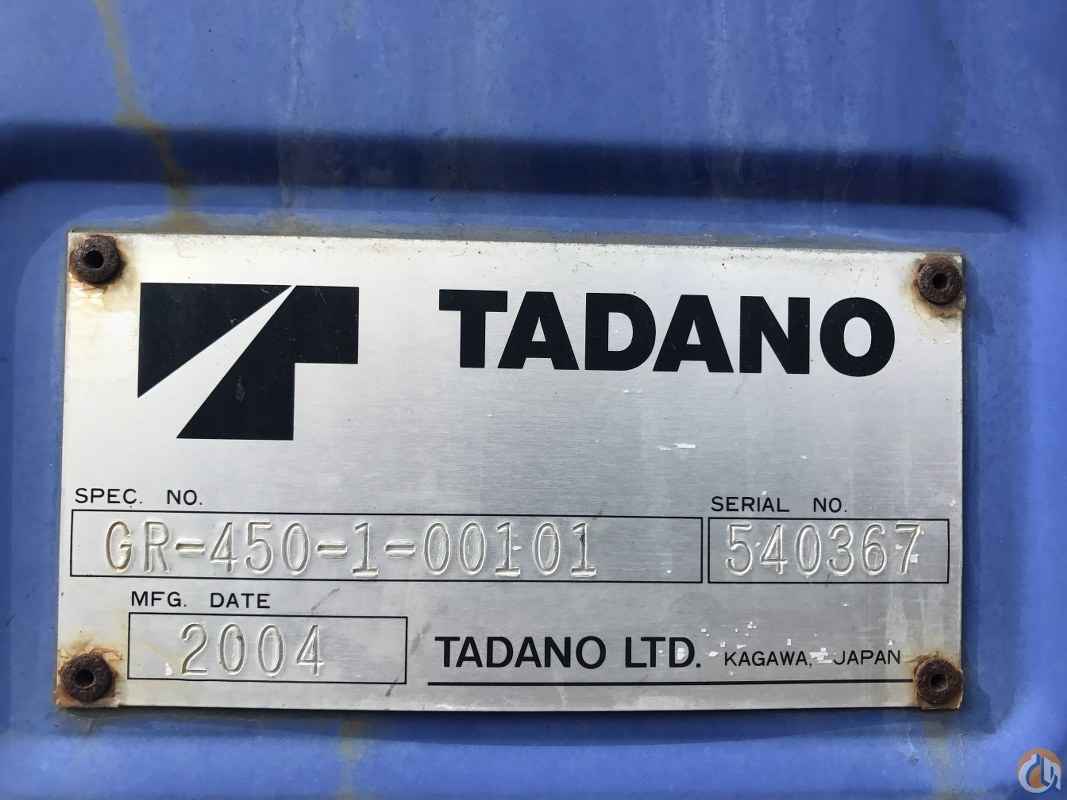 TADANO
SPEC. NO.
GR-450-1-00101
SERIAL NO.
540367
MFG. DATE
2004
TADANO LTD. KAGAWA, JAPAN